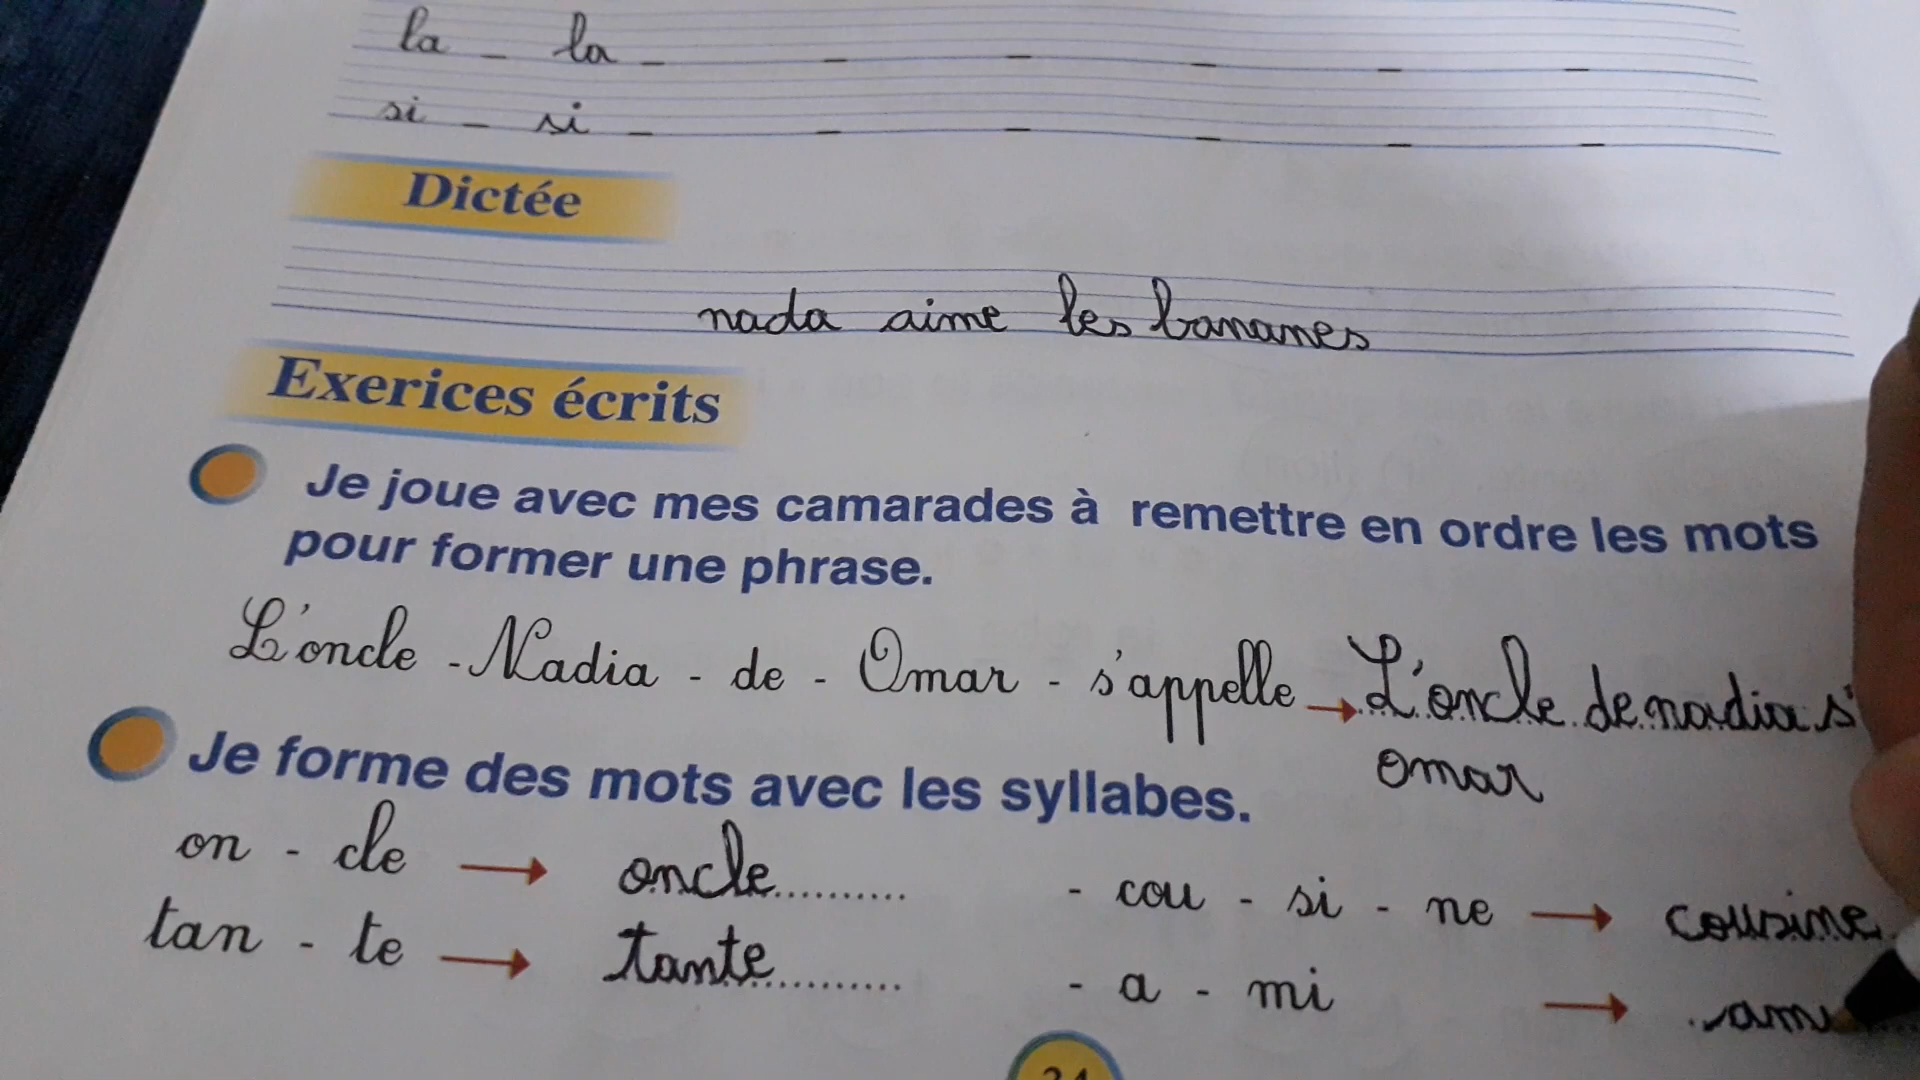 la - la - - - - - -
si - si - - - - - -
Dictée
nada aime les bananes
Exerices écrits
Je joue avec mes camarades à remettre en ordre les mots
pour former une phrase.
L'oncle - Nadia - de - Omar - s'appelle → L'oncle de nadia s'
omar
Je forme des mots avec les syllabes.
on - cle → oncle.......... - cou - si - ne → cousine
tan - te → tante........... - a - mi →